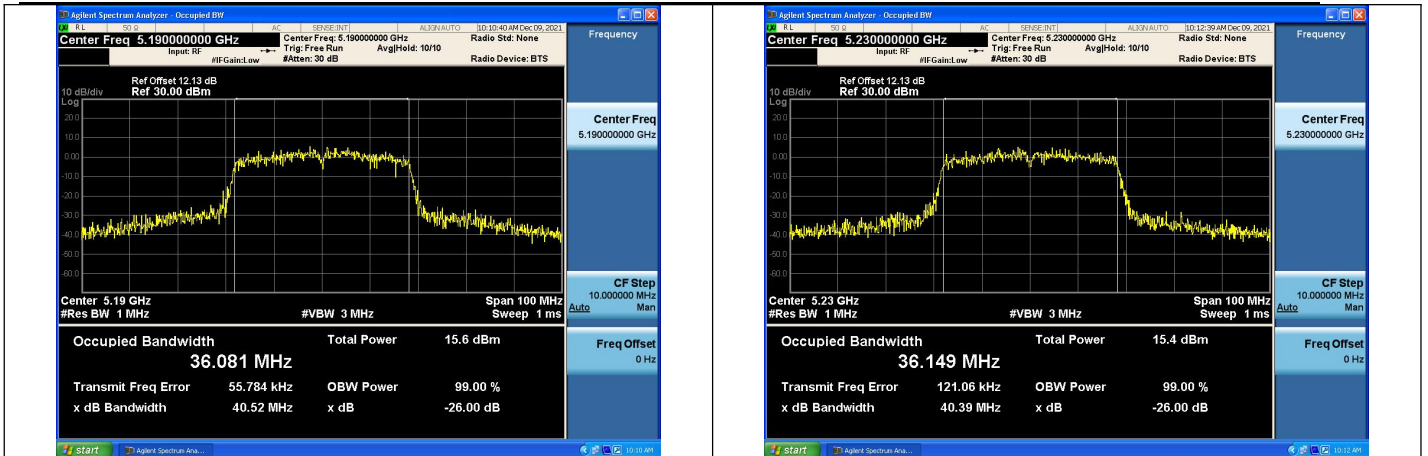 Agilent Spectrum Analyzer - Occupied BW
RL 50 Ω AC SENSE:INT ALIGN AUTO 10:10:40 AM Dec 09, 2021
Center Freq 5.190000000 GHz
Input: RF
#IFGain:Low
Center Freq: 5.190000000 GHz
Trig: Free Run Avg|Hold: 10/10
#Atten: 30 dB
Radio Std: None
Radio Device: BTS
Frequency
Ref Offset 12.13 dB
10 dB/div Ref 30.00 dBm
Log
20.0
10.0
0.00
-10.0
-20.0
-30.0
-40.0
-50.0
-60.0
Center Freq
5.190000000 GHz
Center 5.19 GHz Span 100 MHz
#Res BW 1 MHz #VBW 3 MHz Sweep 1 ms
CF Step
10.000000 MHz
Auto Man
Occupied Bandwidth Total Power 15.6 dBm
36.081 MHz
Transmit Freq Error 55.784 kHz OBW Power 99.00 %
x dB Bandwidth 40.52 MHz x dB -26.00 dB
Freq Offset
0 Hz
start Agilent Spectrum Ana... 10:10 AM
Agilent Spectrum Analyzer - Occupied BW
RL 50 Ω AC SENSE:INT ALIGN AUTO 10:12:39 AM Dec 09, 2021
Center Freq 5.230000000 GHz
Input: RF
#IFGain:Low
Center Freq: 5.230000000 GHz
Trig: Free Run Avg|Hold: 10/10
#Atten: 30 dB
Radio Std: None
Radio Device: BTS
Frequency
Ref Offset 12.13 dB
10 dB/div Ref 30.00 dBm
Log
20.0
10.0
0.00
-10.0
-20.0
-30.0
-40.0
-50.0
-60.0
Center Freq
5.230000000 GHz
Center 5.23 GHz Span 100 MHz
#Res BW 1 MHz #VBW 3 MHz Sweep 1 ms
CF Step
10.000000 MHz
Auto Man
Occupied Bandwidth Total Power 15.4 dBm
36.149 MHz
Transmit Freq Error 121.06 kHz OBW Power 99.00 %
x dB Bandwidth 40.39 MHz x dB -26.00 dB
Freq Offset
0 Hz
start Agilent Spectrum Ana... 10:12 AM